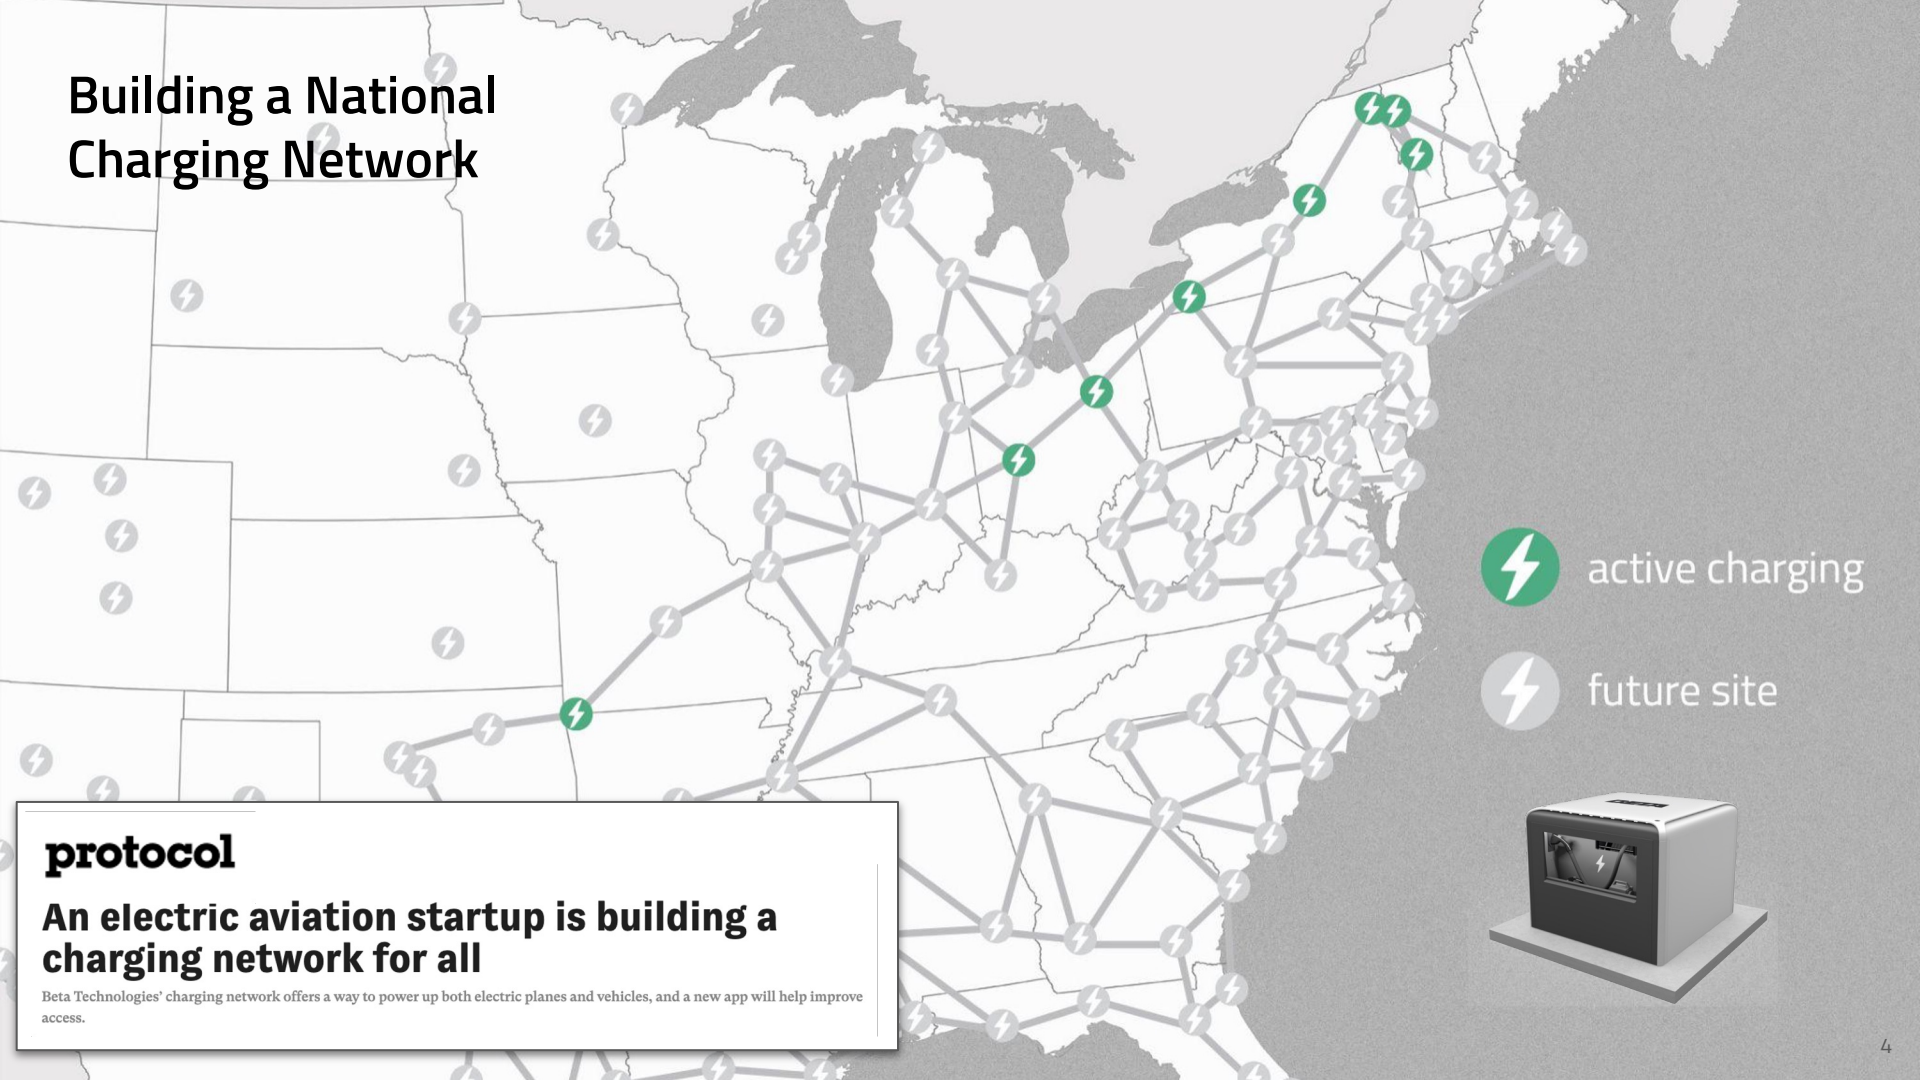 Building a National
Charging Network
active charging
future site
protocol
An electric aviation startup is building a
charging network for all
Beta Technologies’ charging network offers a way to power up both electric planes and vehicles, and a new app will help improve
access.
4